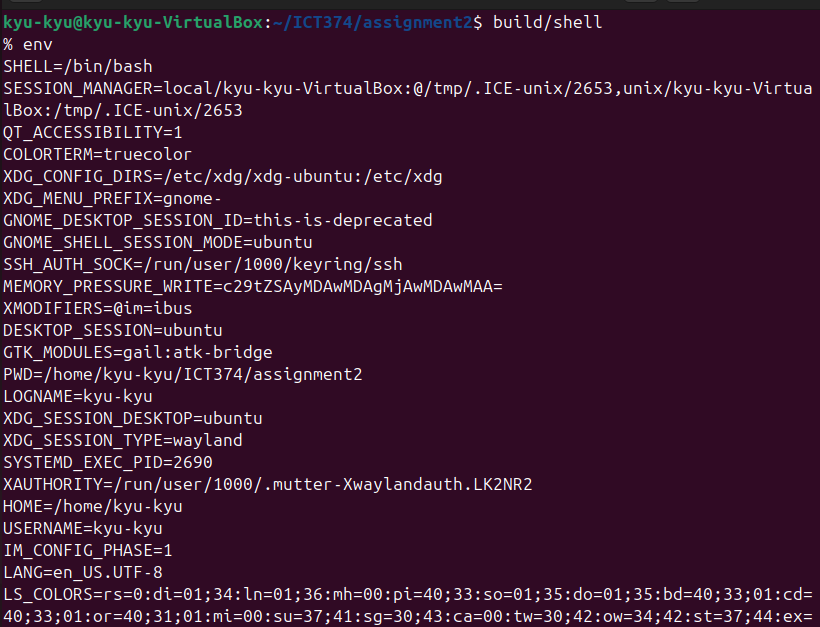 kyu-kyu@kyu-kyu-VirtualBox:~/ICT374/assignment2$ build/shell
% env
SHELL=/bin/bash
SESSION_MANAGER=local/kyu-kyu-VirtualBox:@/tmp/.ICE-unix/2653,unix/kyu-kyu-Virtua
lBox:/tmp/.ICE-unix/2653
QT_ACCESSIBILITY=1
COLORTERM=truecolor
XDG_CONFIG_DIRS=/etc/xdg/xdg-ubuntu:/etc/xdg
XDG_MENU_PREFIX=gnome-
GNOME_DESKTOP_SESSION_ID=this-is-deprecated
GNOME_SHELL_SESSION_MODE=ubuntu
SSH_AUTH_SOCK=/run/user/1000/keyring/ssh
MEMORY_PRESSURE_WRITE=c29tZSAyMDAwMDAgMjAwMDAwMAA=
XMODIFIERS=@im=ibus
DESKTOP_SESSION=ubuntu
GTK_MODULES=gail:atk-bridge
PWD=/home/kyu-kyu/ICT374/assignment2
LOGNAME=kyu-kyu
XDG_SESSION_DESKTOP=ubuntu
XDG_SESSION_TYPE=wayland
SYSTEMD_EXEC_PID=2690
XAUTHORITY=/run/user/1000/.mutter-Xwaylandauth.LK2NR2
HOME=/home/kyu-kyu
USERNAME=kyu-kyu
IM_CONFIG_PHASE=1
LANG=en_US.UTF-8
LS_COLORS=rs=0:di=01;34:ln=01;36:mh=00:pi=40;33:so=01;35:do=01;35:bd=40;33;01:cd=
40;33;01:or=40;31;01:mi=00:su=37;41:sg=30;43:ca=00:tw=30;42:ow=34;42:st=37;44:ex=